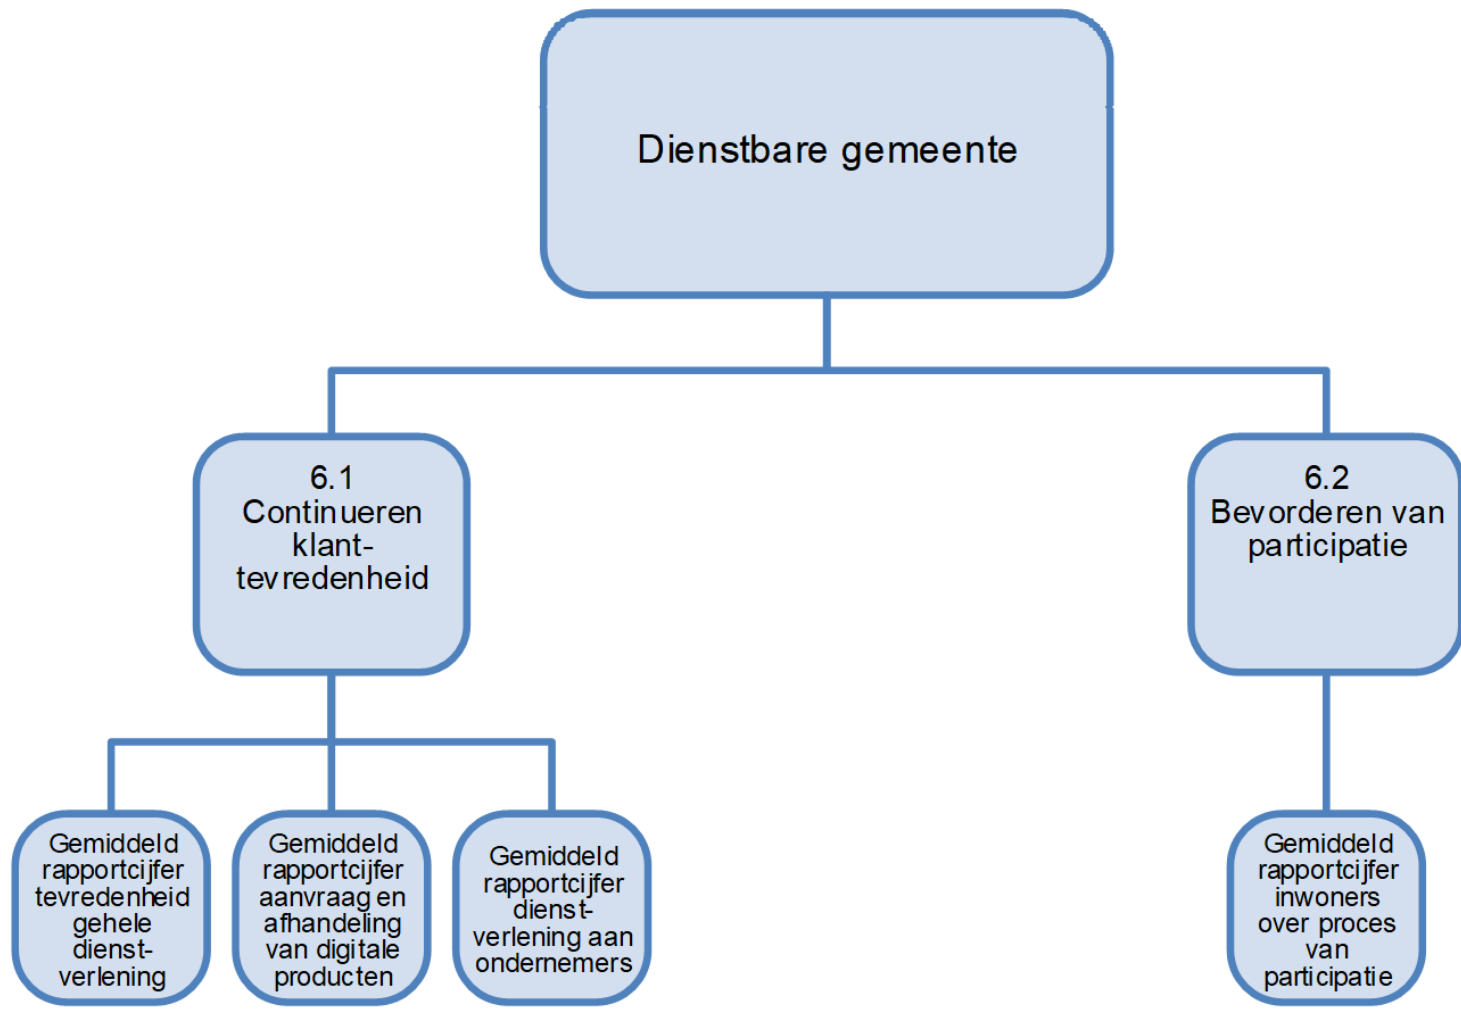 Dienstbare gemeente
6.1
Continueren
klant-
tevredenheid
6.2
Bevorderen van
participatie
Gemiddeld
rapportcijfer
tevredenheid
gehele
dienst-
verlening
Gemiddeld
rapportcijfer
aanvraag en
afhandeling
van digitale
producten
Gemiddeld
rapportcijfer
dienst-
verlening aan
ondernemers
Gemiddeld
rapportcijfer
inwoners
over proces
van
participatie